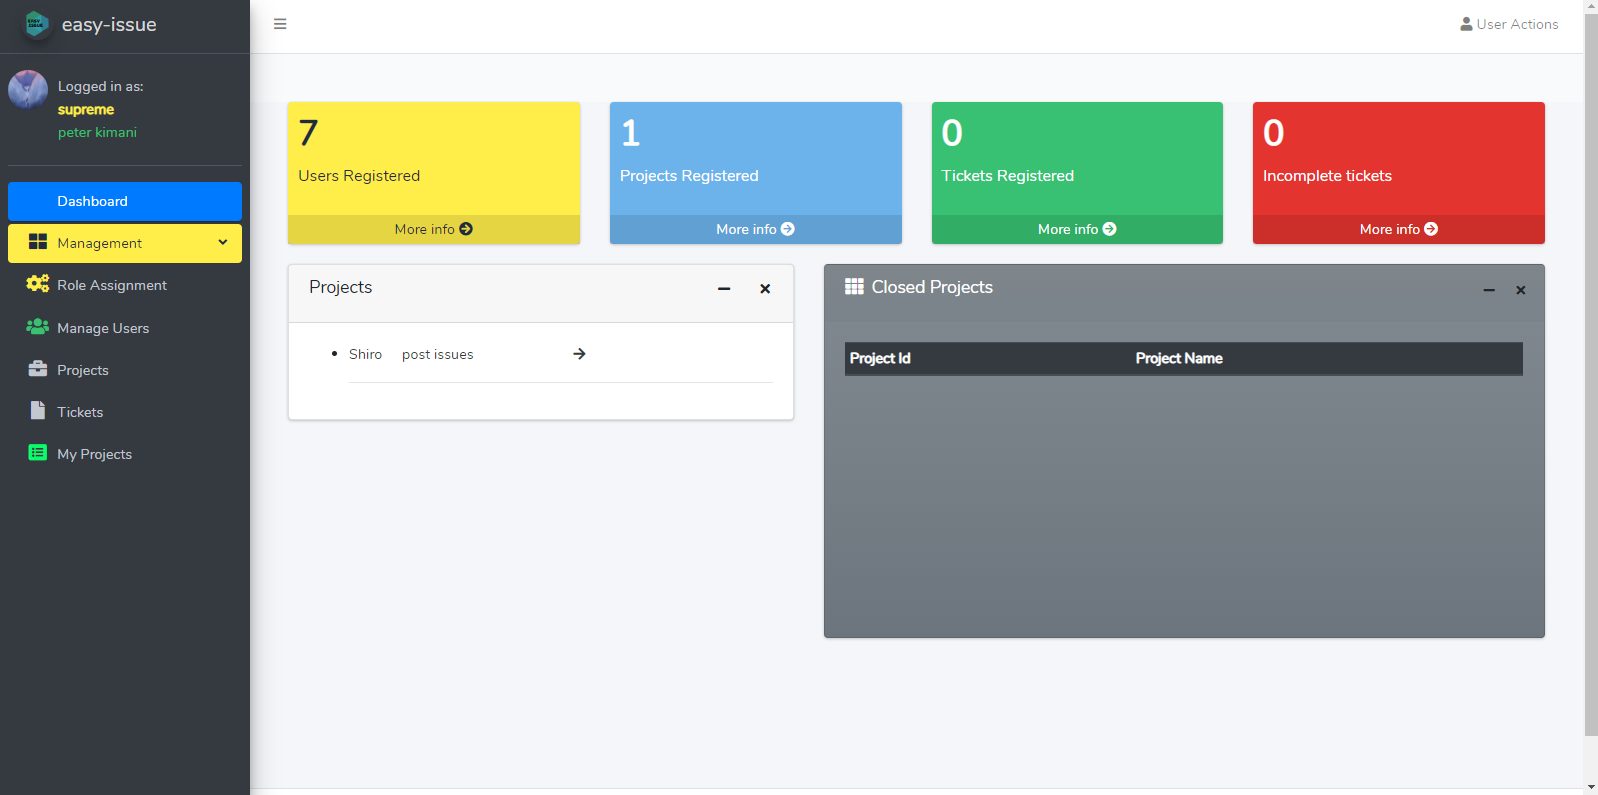 easy-issue
User Actions
Logged in as:
supreme
peter kimani
Dashboard
Management
Role Assignment
Manage Users
Projects
Tickets
My Projects
7
Users Registered
More info
1
Projects Registered
More info
0
Tickets Registered
More info
0
Incomplete tickets
More info
Projects
Shiro post issues
Closed Projects
Project Id Project Name
EASY
ISSUE